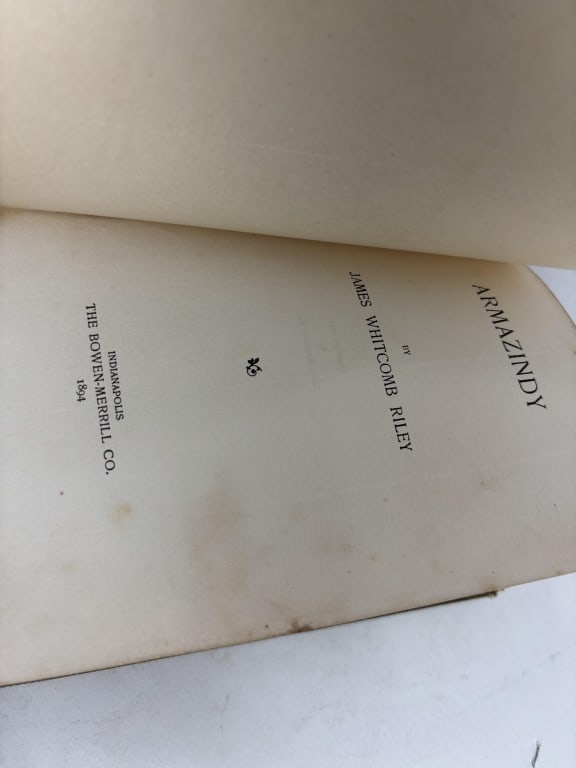 ARMAZINDY
BY
JAMES WHITCOMB RILEY
INDIANAPOLIS
THE BOWEN-MERRILL CO.
1894